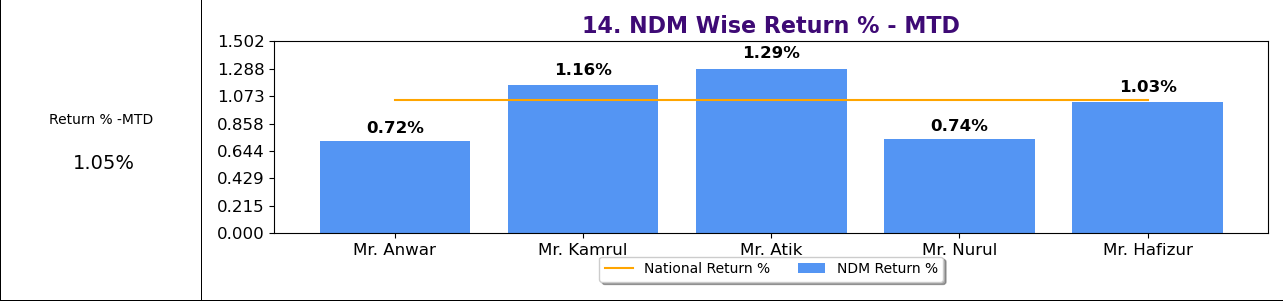 Return % -MTD
1.05%
14. NDM Wise Return % - MTD
1.502
1.288
1.073
0.858
0.644
0.429
0.215
0.000
0.72%
1.16%
1.29%
0.74%
1.03%
Mr. Anwar
Mr. Kamrul
Mr. Atik
Mr. Nurul
Mr. Hafizur
National Return %
NDM Return %